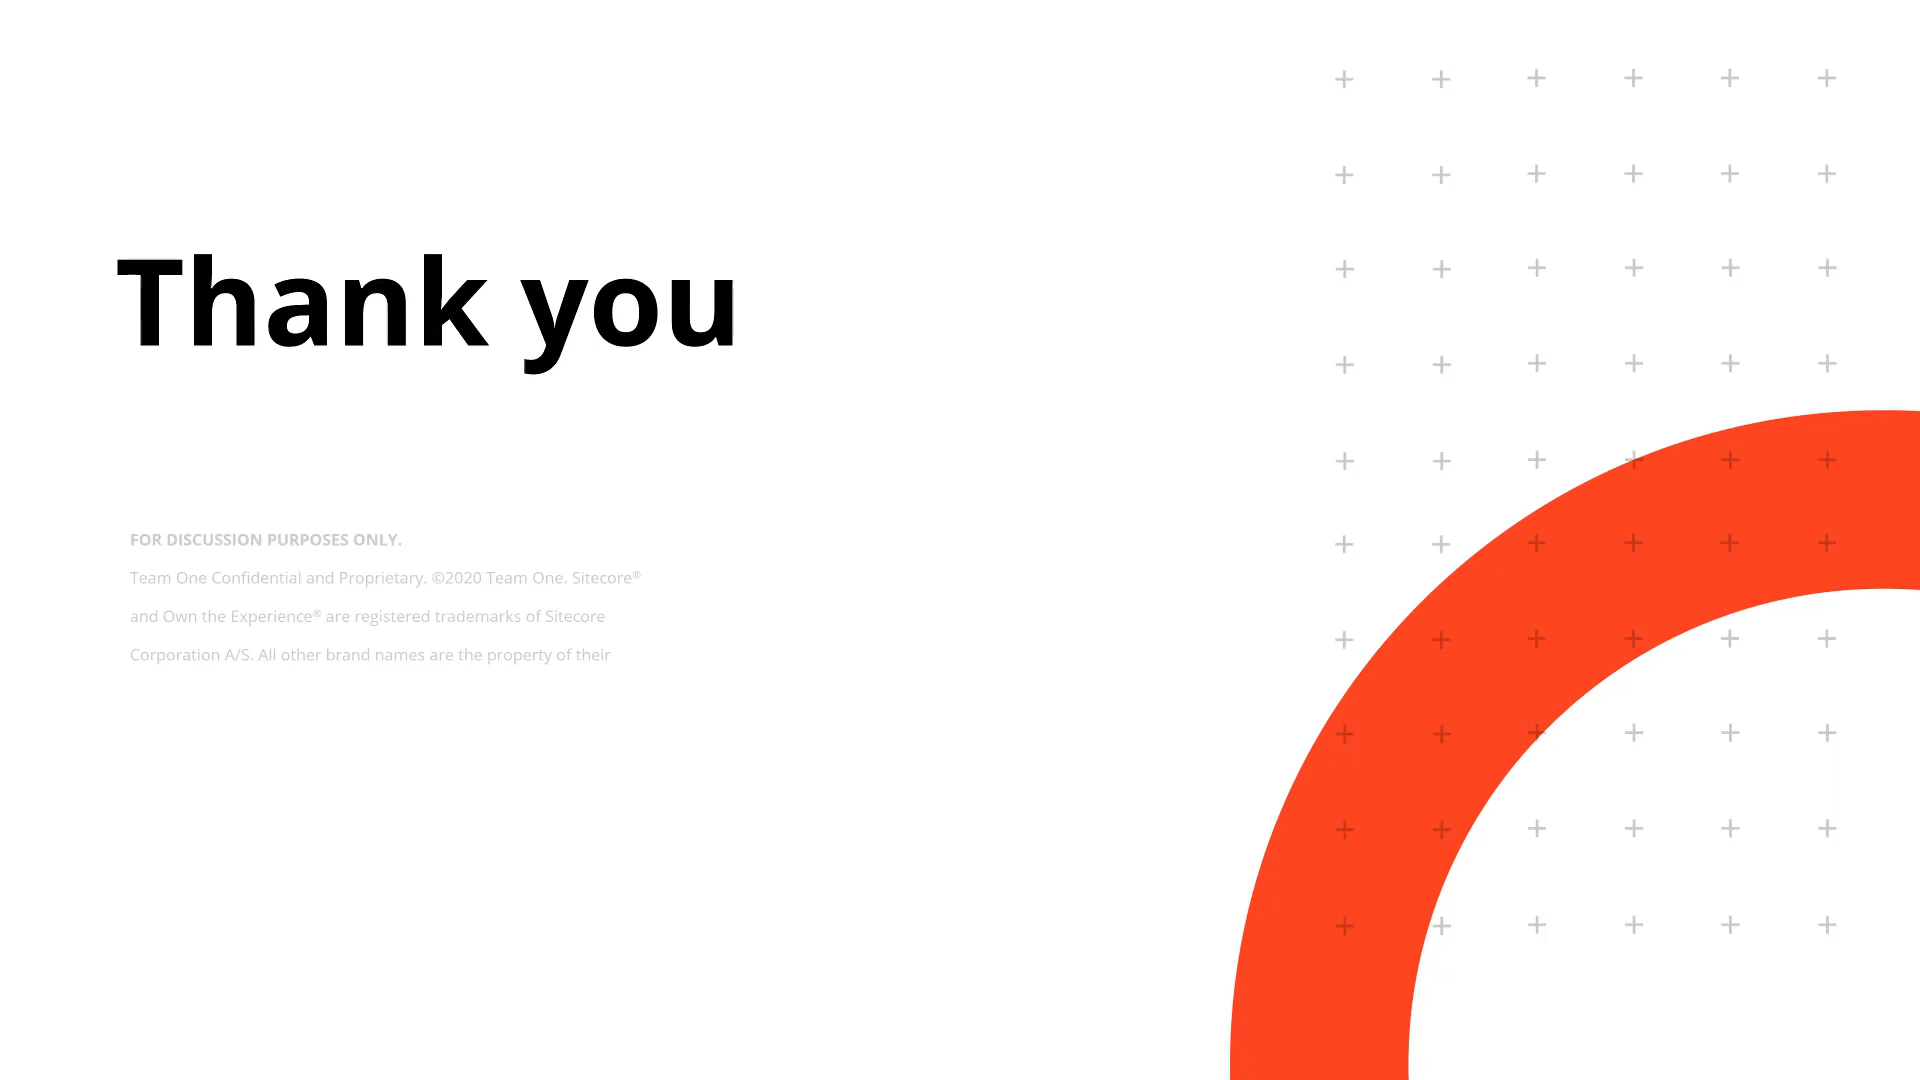 Thank you
FOR DISCUSSION PURPOSES ONLY.
Team One Confidential and Proprietary. ©2020 Team One. Sitecore®
and Own the Experience® are registered trademarks of Sitecore
Corporation A/S. All other brand names are the property of their